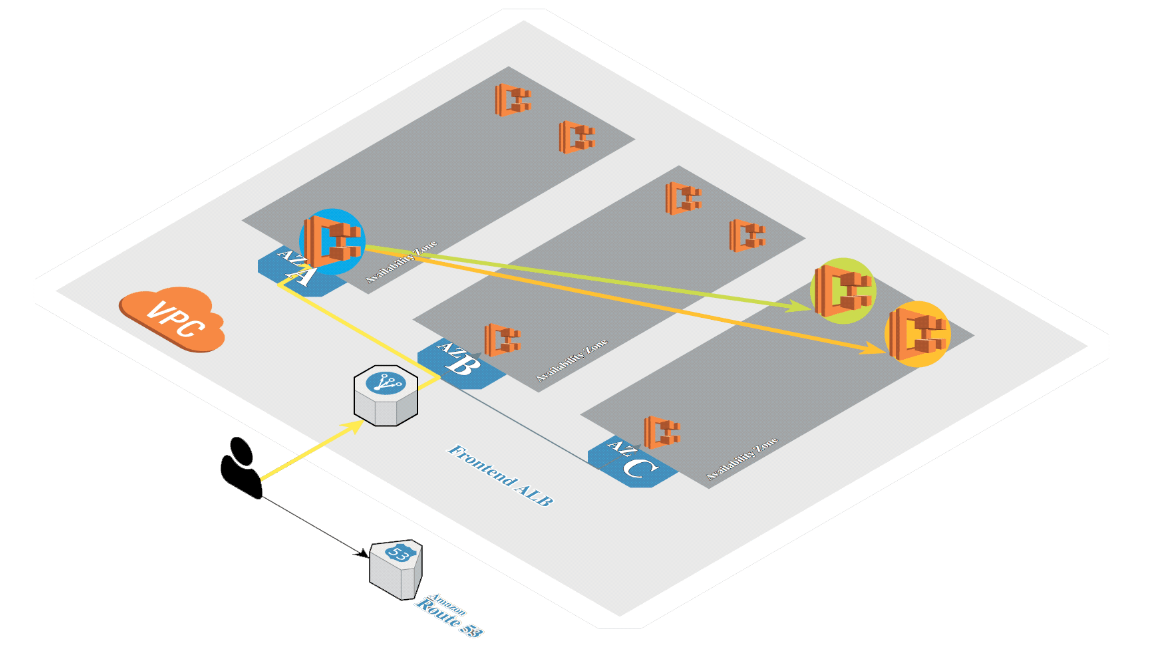 Availability Zone
AZ
A
VPC
Availability Zone
AZ
B
Availability Zone
AZ
C
Frontend ALB
53
Amazon
Route 53